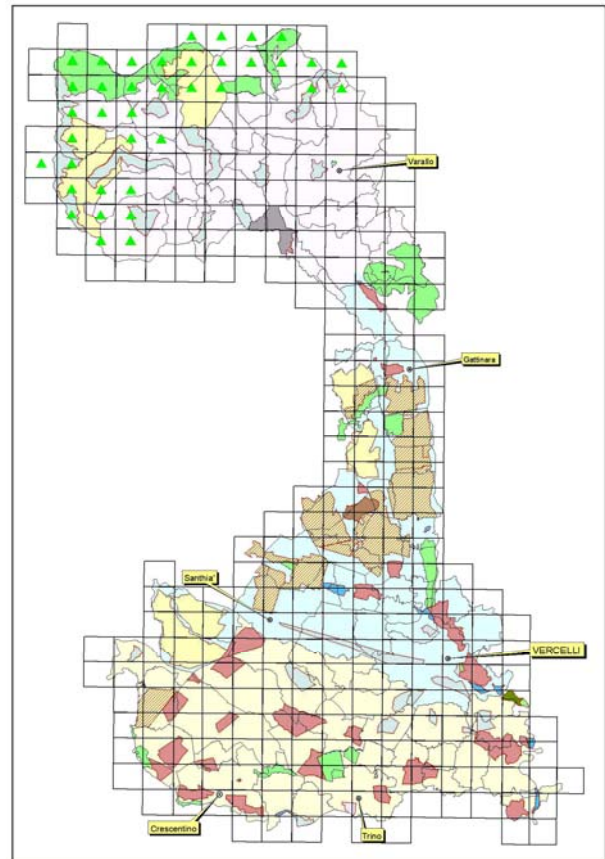 Varallo
Gattinara
Santhia'
VERCELLI
Crescentino
Trino